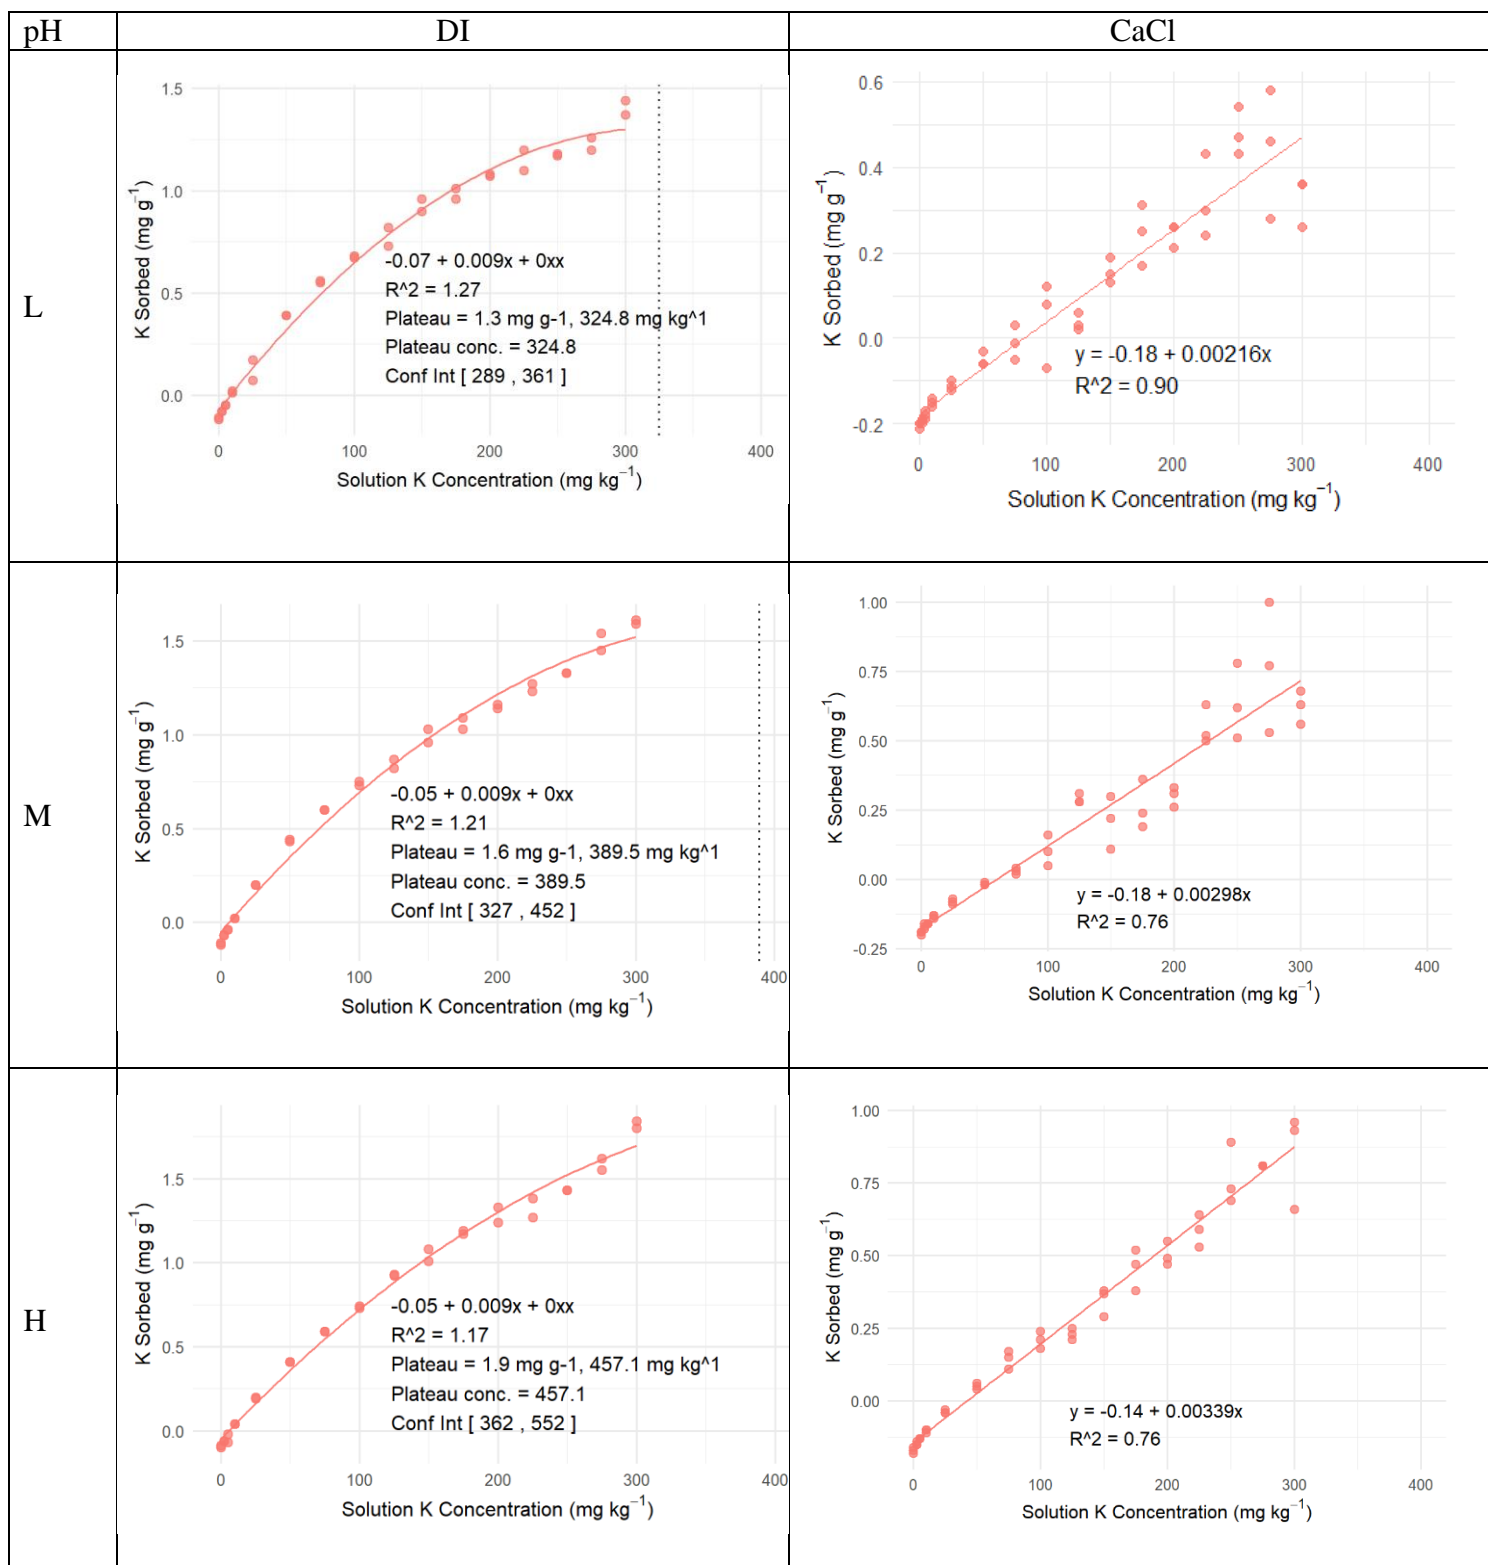 pH DI CaCl
L
1.5
1.0
0.5
0.0
K Sorbed (mg g⁻¹)
-0.07 + 0.009x + 0xx
R^2 = 1.27
Plateau = 1.3 mg g-1, 324.8 mg kg^1
Plateau conc. = 324.8
Conf Int [ 289 , 361 ]
0 100 200 300 400
Solution K Concentration (mg kg⁻¹)
0.6
0.4
0.2
0.0
-0.2
K Sorbed (mg g⁻¹)
y = -0.18 + 0.00216x
R^2 = 0.90
0 100 200 300 400
Solution K Concentration (mg kg⁻¹)
M
1.5
1.0
0.5
0.0
K Sorbed (mg g⁻¹)
-0.05 + 0.009x + 0xx
R^2 = 1.21
Plateau = 1.6 mg g-1, 389.5 mg kg^1
Plateau conc. = 389.5
Conf Int [ 327 , 452 ]
0 100 200 300 400
Solution K Concentration (mg kg⁻¹)
1.00
0.75
0.50
0.25
0.00
-0.25
K Sorbed (mg g⁻¹)
y = -0.18 + 0.00298x
R^2 = 0.76
0 100 200 300 400
Solution K Concentration (mg kg⁻¹)
H
1.5
1.0
0.5
0.0
K Sorbed (mg g⁻¹)
-0.05 + 0.009x + 0xx
R^2 = 1.17
Plateau = 1.9 mg g-1, 457.1 mg kg^1
Plateau conc. = 457.1
Conf Int [ 362 , 552 ]
0 100 200 300 400
Solution K Concentration (mg kg⁻¹)
1.00
0.75
0.50
0.25
0.00
K Sorbed (mg g⁻¹)
y = -0.14 + 0.00339x
R^2 = 0.76
0 100 200 300 400
Solution K Concentration (mg kg⁻¹)